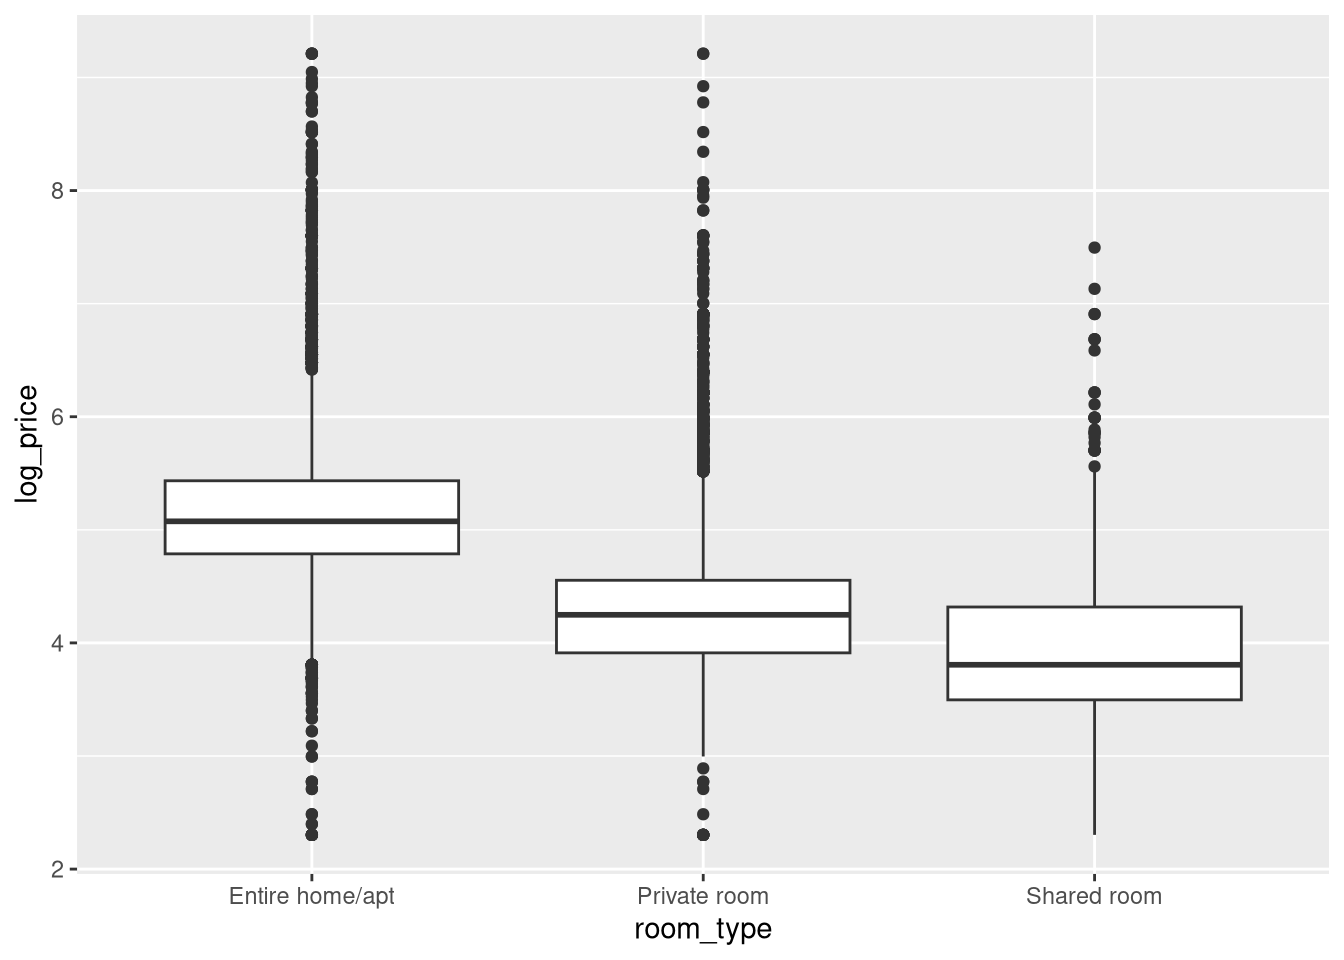 log_price
8
6
4
2
Entire home/apt
Private room
Shared room
room_type